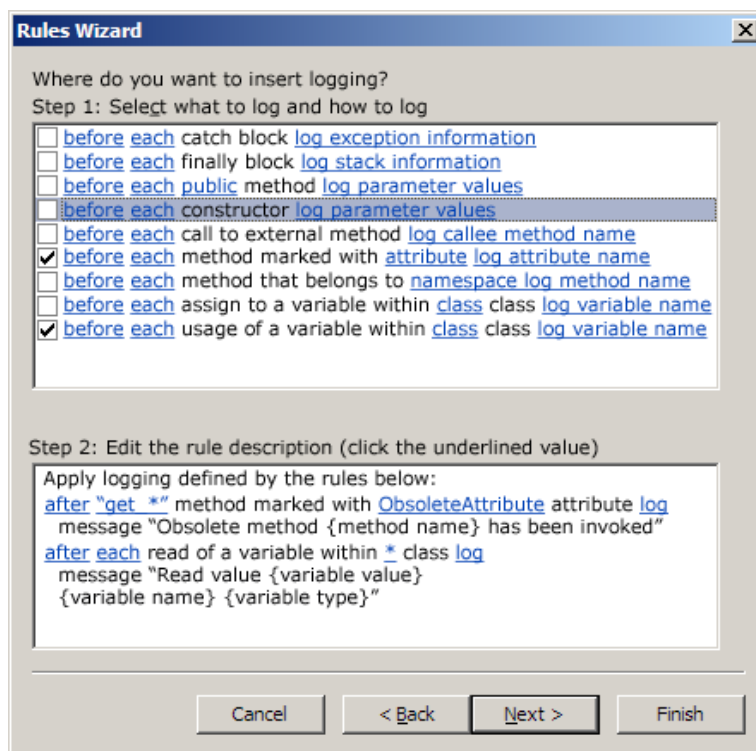 Rules Wizard
Where do you want to insert logging?
Step 1: Select what to log and how to log
before each catch block log exception information
before each finally block log stack information
before each public method log parameter values
before each constructor log parameter values
before each call to external method log callee method name
before each method marked with attribute log attribute name
before each method that belongs to namespace log method name
before each assign to a variable within class class log variable name
before each usage of a variable within class class log variable name
Step 2: Edit the rule description (click the underlined value)
Apply logging defined by the rules below:
after “get_*” method marked with ObsoleteAttribute attribute log
message “Obsolete method {method name} has been invoked”
after each read of a variable within * class log
message “Read value {variable value}
{variable name} {variable type}”
Cancel
< Back
Next >
Finish